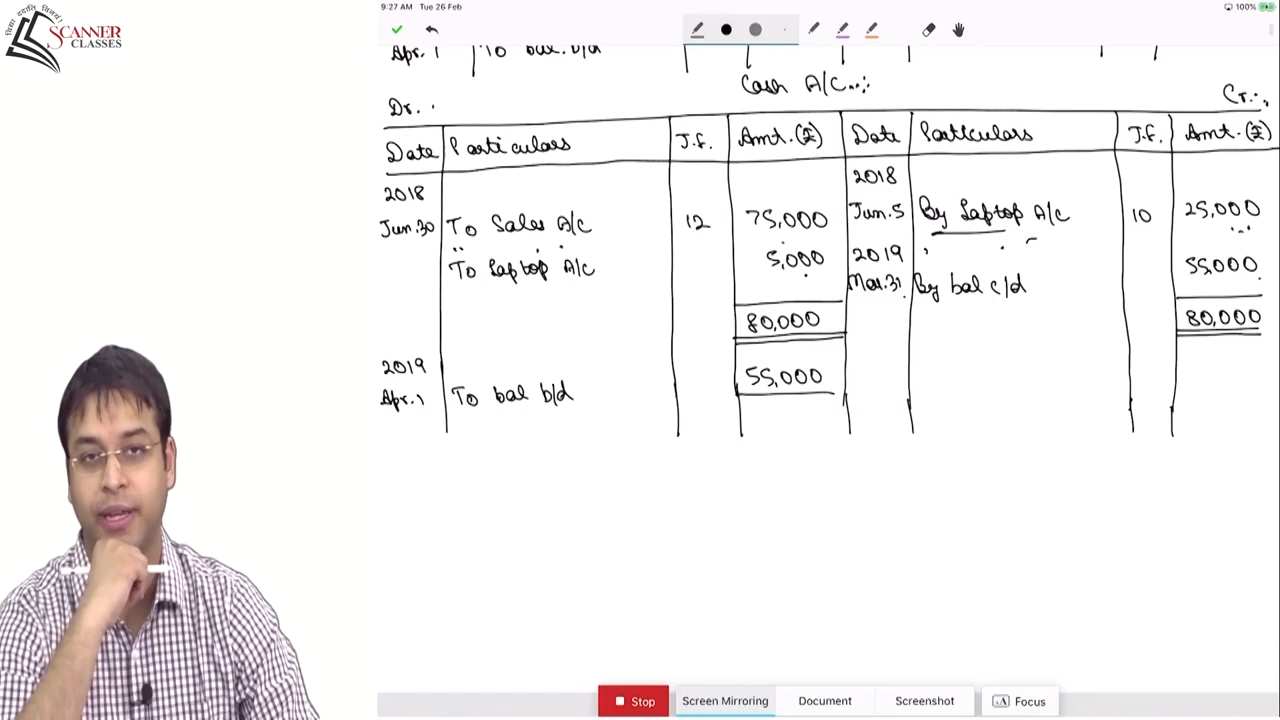 विद्या ददाति विनयं
SCANNER
CLASSES
9:27 AM Tue 26 Feb
100%
Apr. 1 To bal. b/d
Cash A/C
Dr. Cr.
Date Particulars J.f. Amt.(₹) Date Particulars J.f. Amt.(₹)
2018 2018
Jun.30 To Sales A/c 12 75,000 Jun.5 By Laptop A/c 10 25,000
To Laptop A/c 5,000 2019 55,000
Mar.31 By bal c/d
80,000 80,000
2019 55,000
Apr.1 To bal b/d
Stop Screen Mirroring Document Screenshot AA Focus